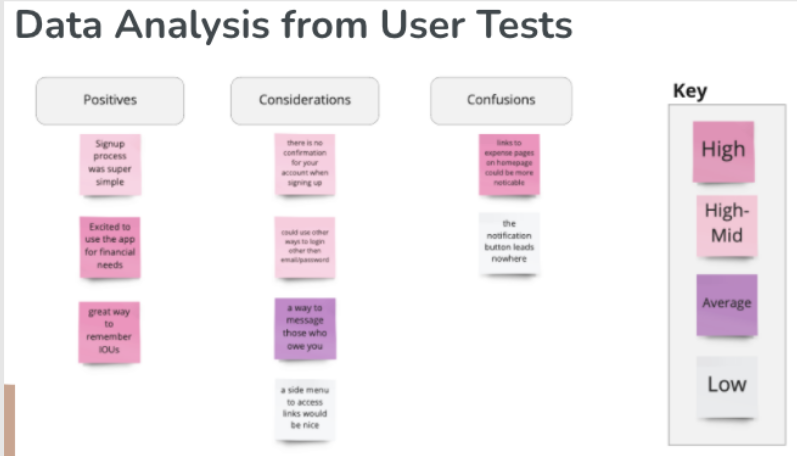 Data Analysis from User Tests
Positives
Signup
process
was super
simple
Excited to
use the app
for financial
needs
great way
to
remember
IOUs
Considerations
there is no
confirmation
for your
account when
signing up
could use other
ways to login
other then
email/password
a way to
message
those who
owe you
a side menu
to access
links would
be nice
Confusions
links to
expense pages
on homepage
could be more
noticable
the
notification
button leads
nowhere
Key
High
High-
Mid
Average
Low